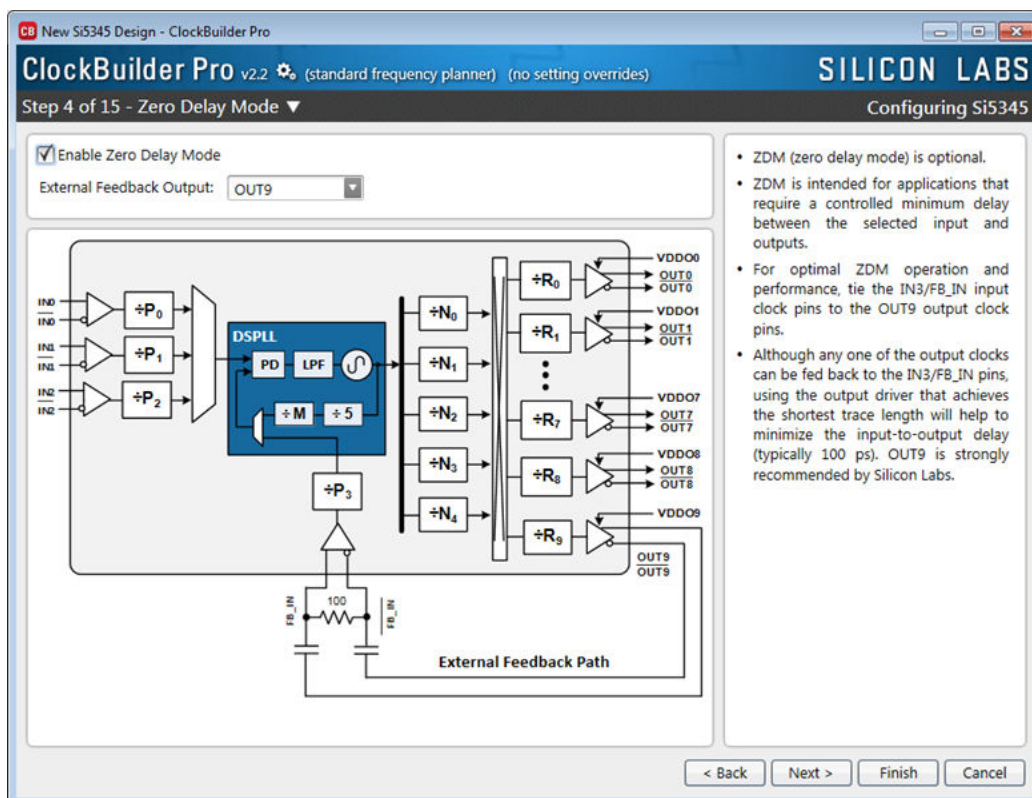 CB New Si5345 Design - ClockBuilder Pro
ClockBuilder Pro v2.2 (standard frequency planner) (no setting overrides)
SILICON LABS
Step 4 of 15 - Zero Delay Mode ▼
Configuring Si5345
Enable Zero Delay Mode
External Feedback Output: OUT9
IN0
IN0
÷P0
IN1
IN1
÷P1
IN2
IN2
÷P2
DSPLL
PD
LPF
÷ M
÷ 5
÷P3
÷N0
÷N1
÷N2
÷N3
÷N4
÷R0
VDDO0
OUT0
OUT0
÷R1
VDDO1
OUT1
OUT1
÷R7
VDDO7
OUT7
OUT7
÷R8
VDDO8
OUT8
OUT8
÷R9
VDDO9
OUT9
OUT9
FB_IN
100
FB_IN
External Feedback Path
• ZDM (zero delay mode) is optional.
• ZDM is intended for applications that
require a controlled minimum delay
between the selected input and
outputs.
• For optimal ZDM operation and
performance, tie the IN3/FB_IN input
clock pins to the OUT9 output clock
pins.
• Although any one of the output clocks
can be fed back to the IN3/FB_IN pins,
using the output driver that achieves
the shortest trace length will help to
minimize the input-to-output delay
(typically 100 ps). OUT9 is strongly
recommended by Silicon Labs.
< Back
Next >
Finish
Cancel